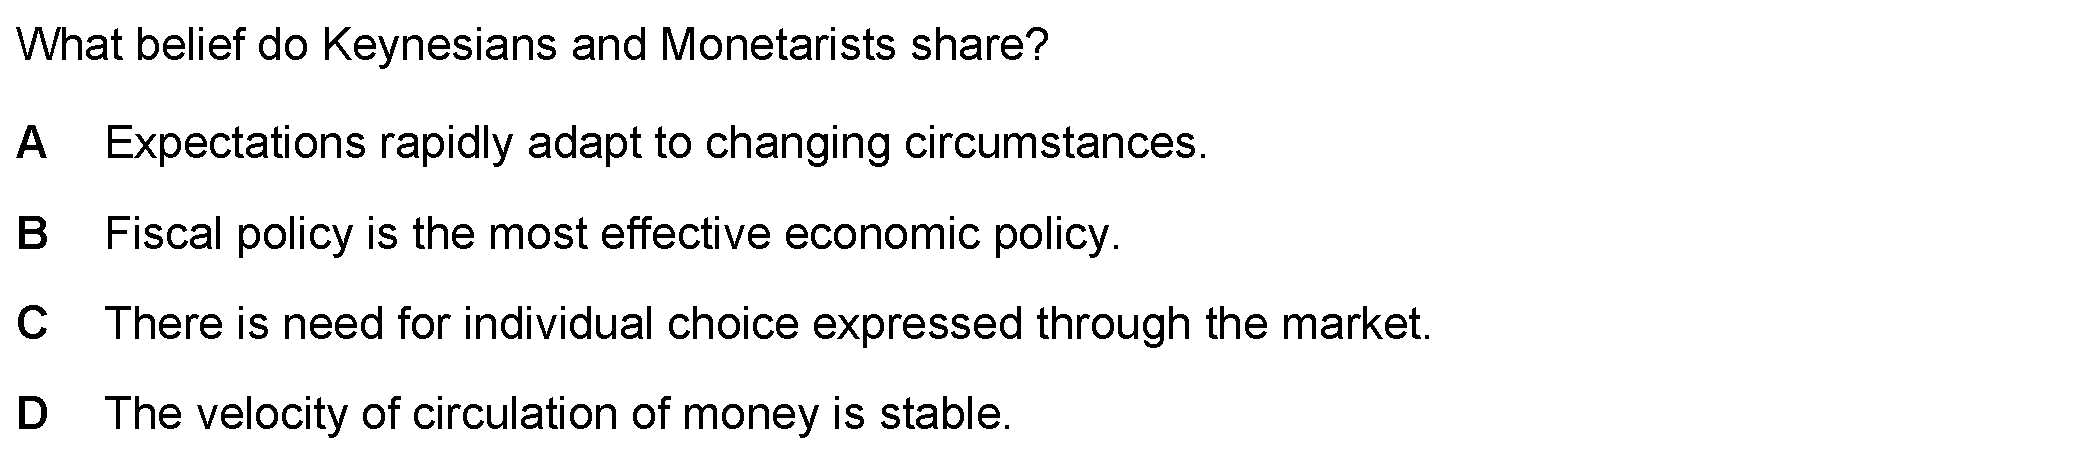 What belief do Keynesians and Monetarists share?
A Expectations rapidly adapt to changing circumstances.
B Fiscal policy is the most effective economic policy.
C There is need for individual choice expressed through the market.
D The velocity of circulation of money is stable.